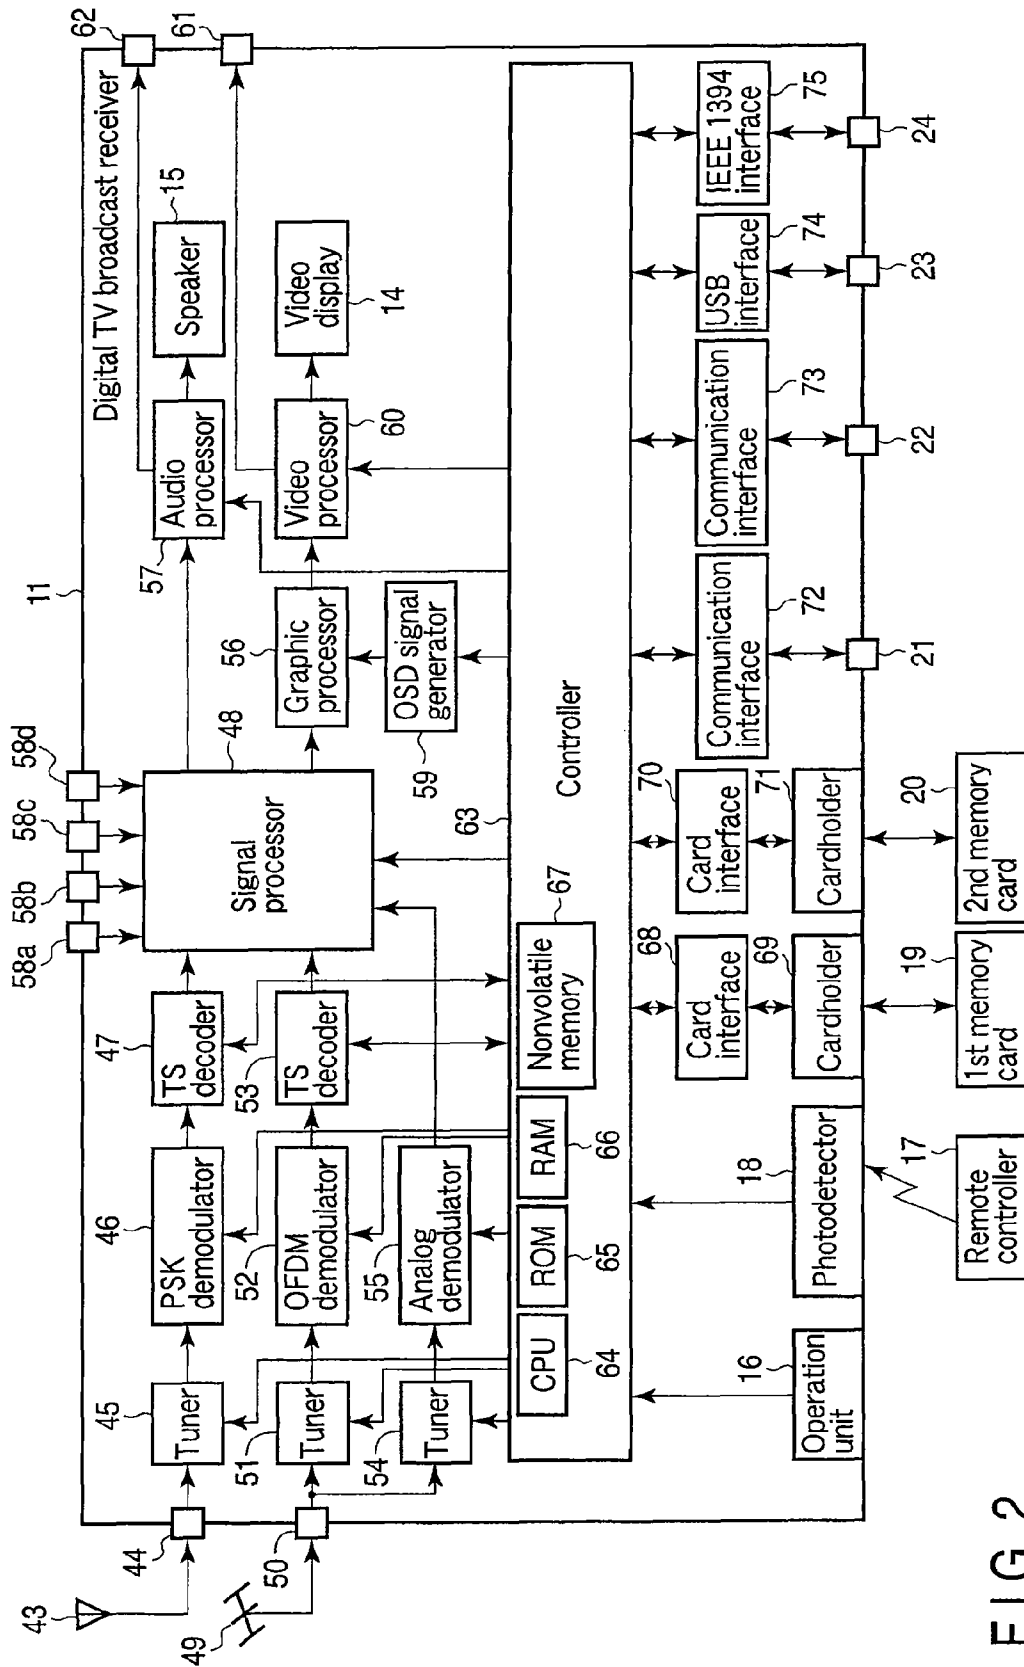 Digital TV broadcast receiver
11
62
61
58a
58b
58c
58d
43
44
45
Tuner
46
PSK
demodulator
47
TS
decoder
48
Signal
processor
57
Audio
processor
15
Speaker
49
50
51
Tuner
52
OFDM
demodulator
53
TS
decoder
56
Graphic
processor
Video
processor
60
Video
display
14
54
Tuner
55
Analog
demodulator
59
OSD signal
generator
63
Controller
CPU
64
ROM
65
RAM
66
Nonvolatile
memory
67
68
Card
interface
70
Card
interface
Communication
interface
72
Communication
interface
73
USB
interface
74
IEEE 1394
interface
75
16
Operation
unit
18
Photodetector
69
Cardholder
71
Cardholder
21
22
23
24
17
Remote
controller
19
1st memory
card
20
2nd memory
card
FIG. 2